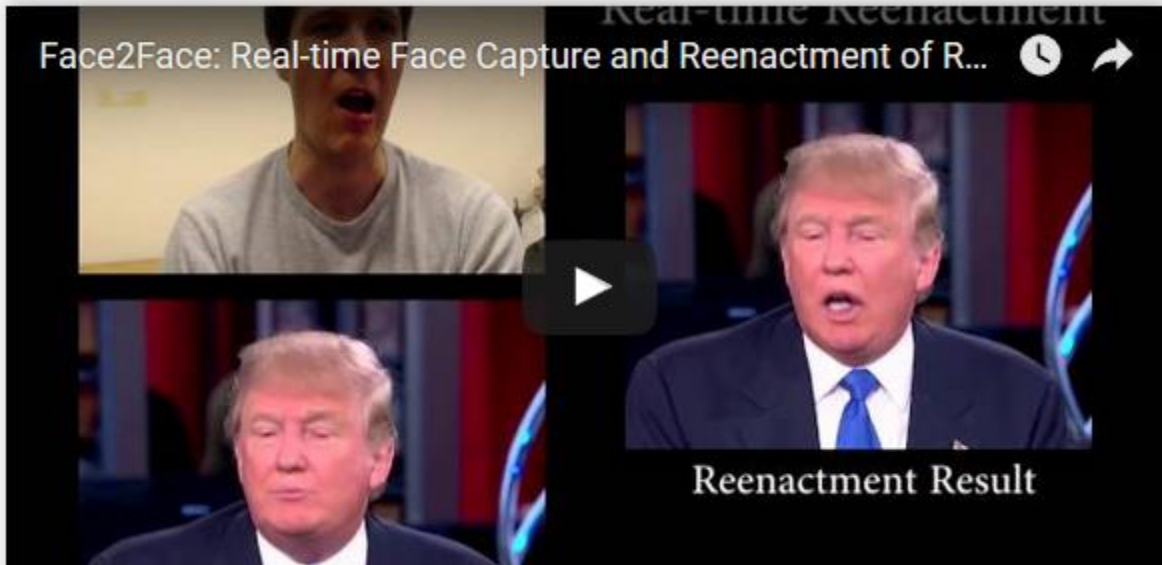 Real-time Reenactment
Face2Face: Real-time Face Capture and Reenactment of R...
Reenactment Result